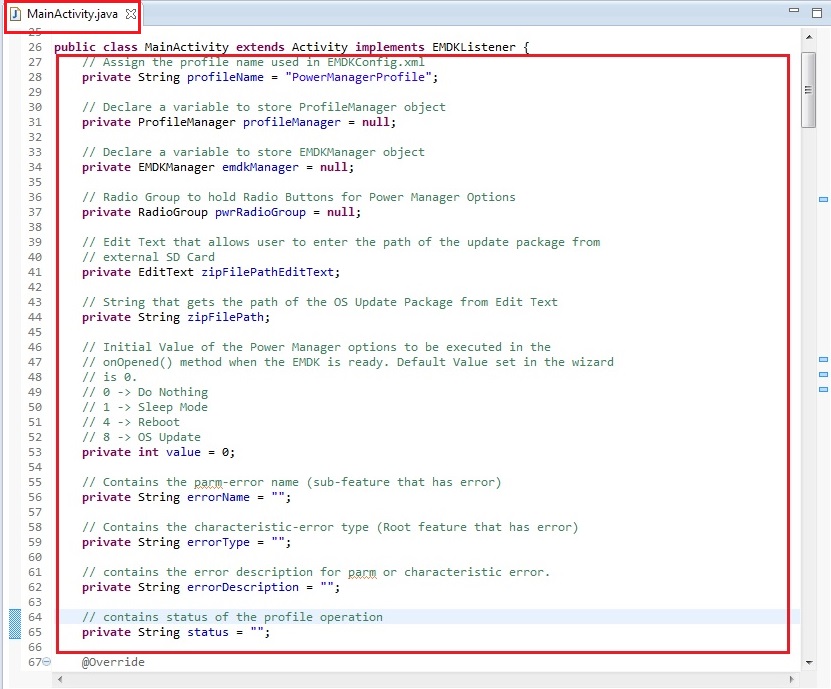 MainActivity.java
25
26 public class MainActivity extends Activity implements EMDKListener {
27 // Assign the profile name used in EMDKConfig.xml
28 private String profileName = "PowerManagerProfile";
29
30 // Declare a variable to store ProfileManager object
31 private ProfileManager profileManager = null;
32
33 // Declare a variable to store EMDKManager object
34 private EMDKManager emdkManager = null;
35
36 // Radio Group to hold Radio Buttons for Power Manager Options
37 private RadioGroup pwrRadioGroup = null;
38
39 // Edit Text that allows user to enter the path of the update package from
40 // external SD Card
41 private EditText zipFilePathEditText;
42
43 // String that gets the path of the OS Update Package from Edit Text
44 private String zipFilePath;
45
46 // Initial Value of the Power Manager options to be executed in the
47 // onOpened() method when the EMDK is ready. Default Value set in the wizard
48 // is 0.
49 // 0 -> Do Nothing
50 // 1 -> Sleep Mode
51 // 4 -> Reboot
52 // 8 -> OS Update
53 private int value = 0;
54
55 // Contains the parm-error name (sub-feature that has error)
56 private String errorName = "";
57
58 // Contains the characteristic-error type (Root feature that has error)
59 private String errorType = "";
60
61 // contains the error description for parm or characteristic error.
62 private String errorDescription = "";
63
64 // contains status of the profile operation
65 private String status = "";
66
67 @Override